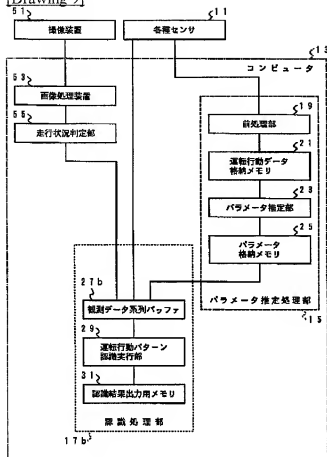 [Drawing 9]
51
撮像装置
11
各種センサ
13
コンピュータ
53
画像処理装置
55
走行状況判定部
19
前処理部
21
運転行動データ
格納メモリ
23
パラメータ推定部
25
パラメータ
格納メモリ
パラメータ推定処理部
15
27b
観測データ系列バッファ
29
運転行動パターン
認識実行部
31
認識結果出力用メモリ
認識処理部
17b